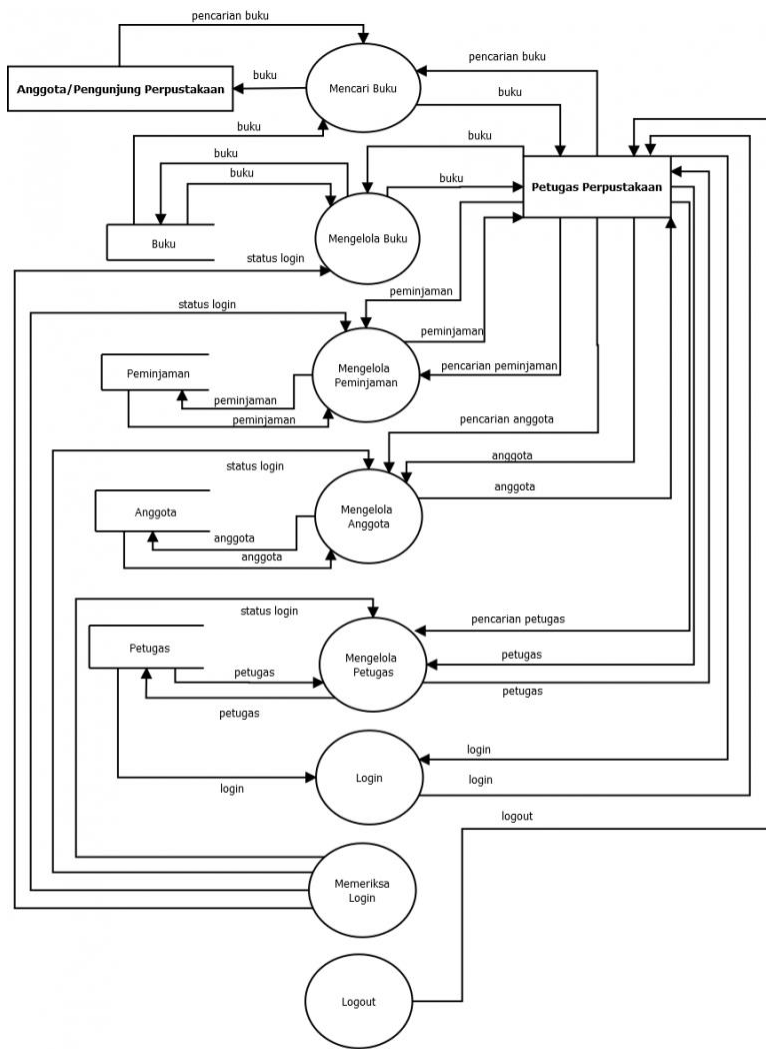 pencarian buku
Anggota/Pengunjung Perpustakaan
buku
Mencari Buku
pencarian buku
buku
buku
buku
buku
buku
buku
Petugas Perpustakaan
Buku
Mengelola Buku
status login
status login
peminjaman
peminjaman
Peminjaman
Mengelola
Peminjaman
pencarian peminjaman
peminjaman
peminjaman
pencarian anggota
status login
anggota
anggota
Anggota
Mengelola
Anggota
anggota
anggota
status login
pencarian petugas
Petugas
Mengelola
Petugas
petugas
petugas
petugas
petugas
login
Login
login
login
logout
Memeriksa
Login
Logout